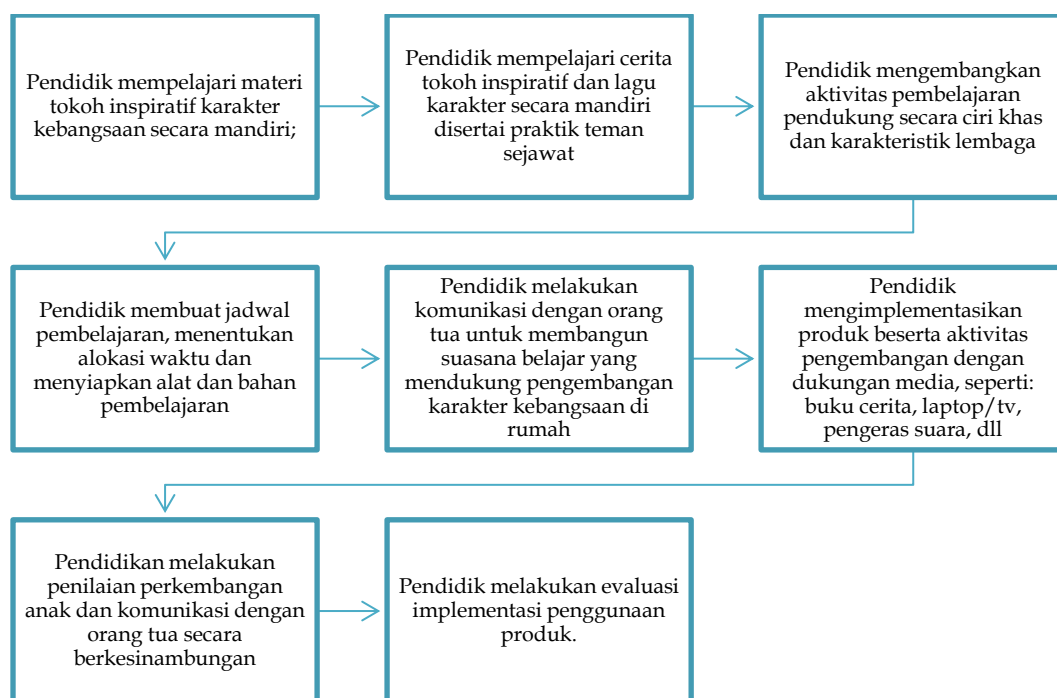 Pendidik mempelajari materi
tokoh inspiratif karakter
kebangsaan secara mandiri;
Pendidik mempelajari cerita
tokoh inspiratif dan lagu
karakter secara mandiri
disertai praktik teman
sejawat
Pendidik mengembangkan
aktivitas pembelajaran
pendukung secara ciri khas
dan karakteristik lembaga
Pendidik membuat jadwal
pembelajaran, menentukan
alokasi waktu dan
menyiapkan alat dan bahan
pembelajaran
Pendidik melakukan
komunikasi dengan orang
tua untuk membangun
suasana belajar yang
mendukung pengembangan
karakter kebangsaan di
rumah
Pendidik
mengimplementasikan
produk beserta aktivitas
pengembangan dengan
dukungan media, seperti:
buku cerita, laptop/tv,
pengeras suara, dll
Pendidikan melakukan
penilaian perkembangan
anak dan komunikasi dengan
orang tua secara
berkesinambungan
Pendidik melakukan evaluasi
implementasi penggunaan
produk.